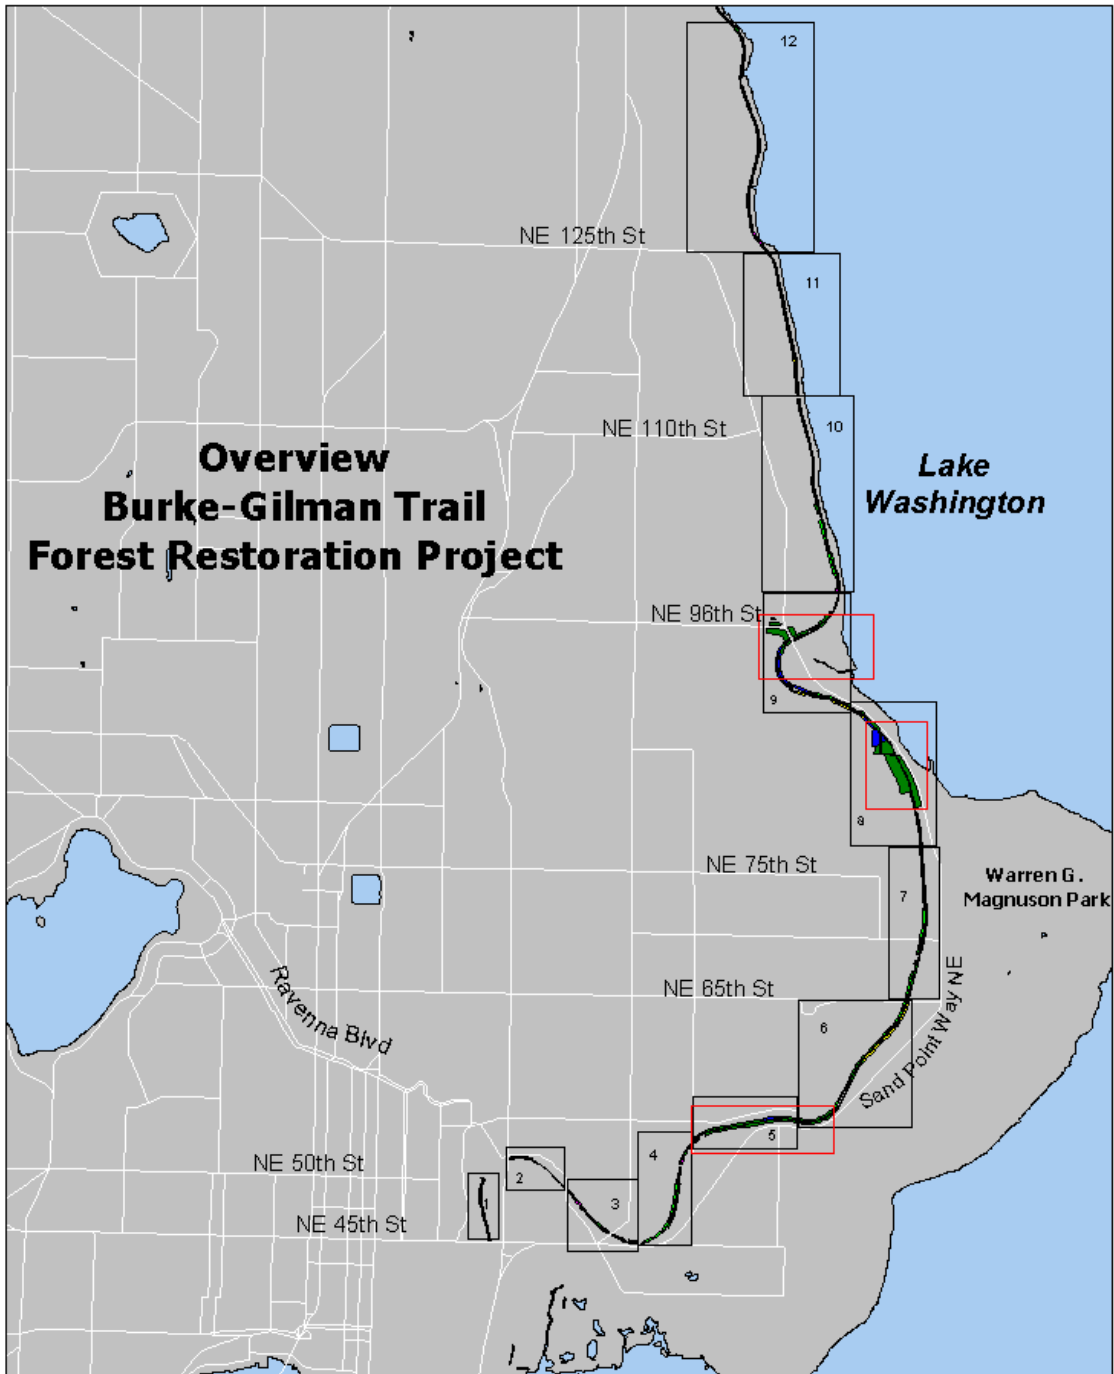 12
NE 125th St
11
10
NE 110th St
Overview
Burke-Gilman Trail
Forest Restoration Project
Lake
Washington
NE 96th St
9
8
NE 75th St
Warren G.
Magnuson Park
7
NE 65th St
Ravenna Blvd
6
Sand Point Way NE
5
4
NE 50th St
2
1
3
NE 45th St